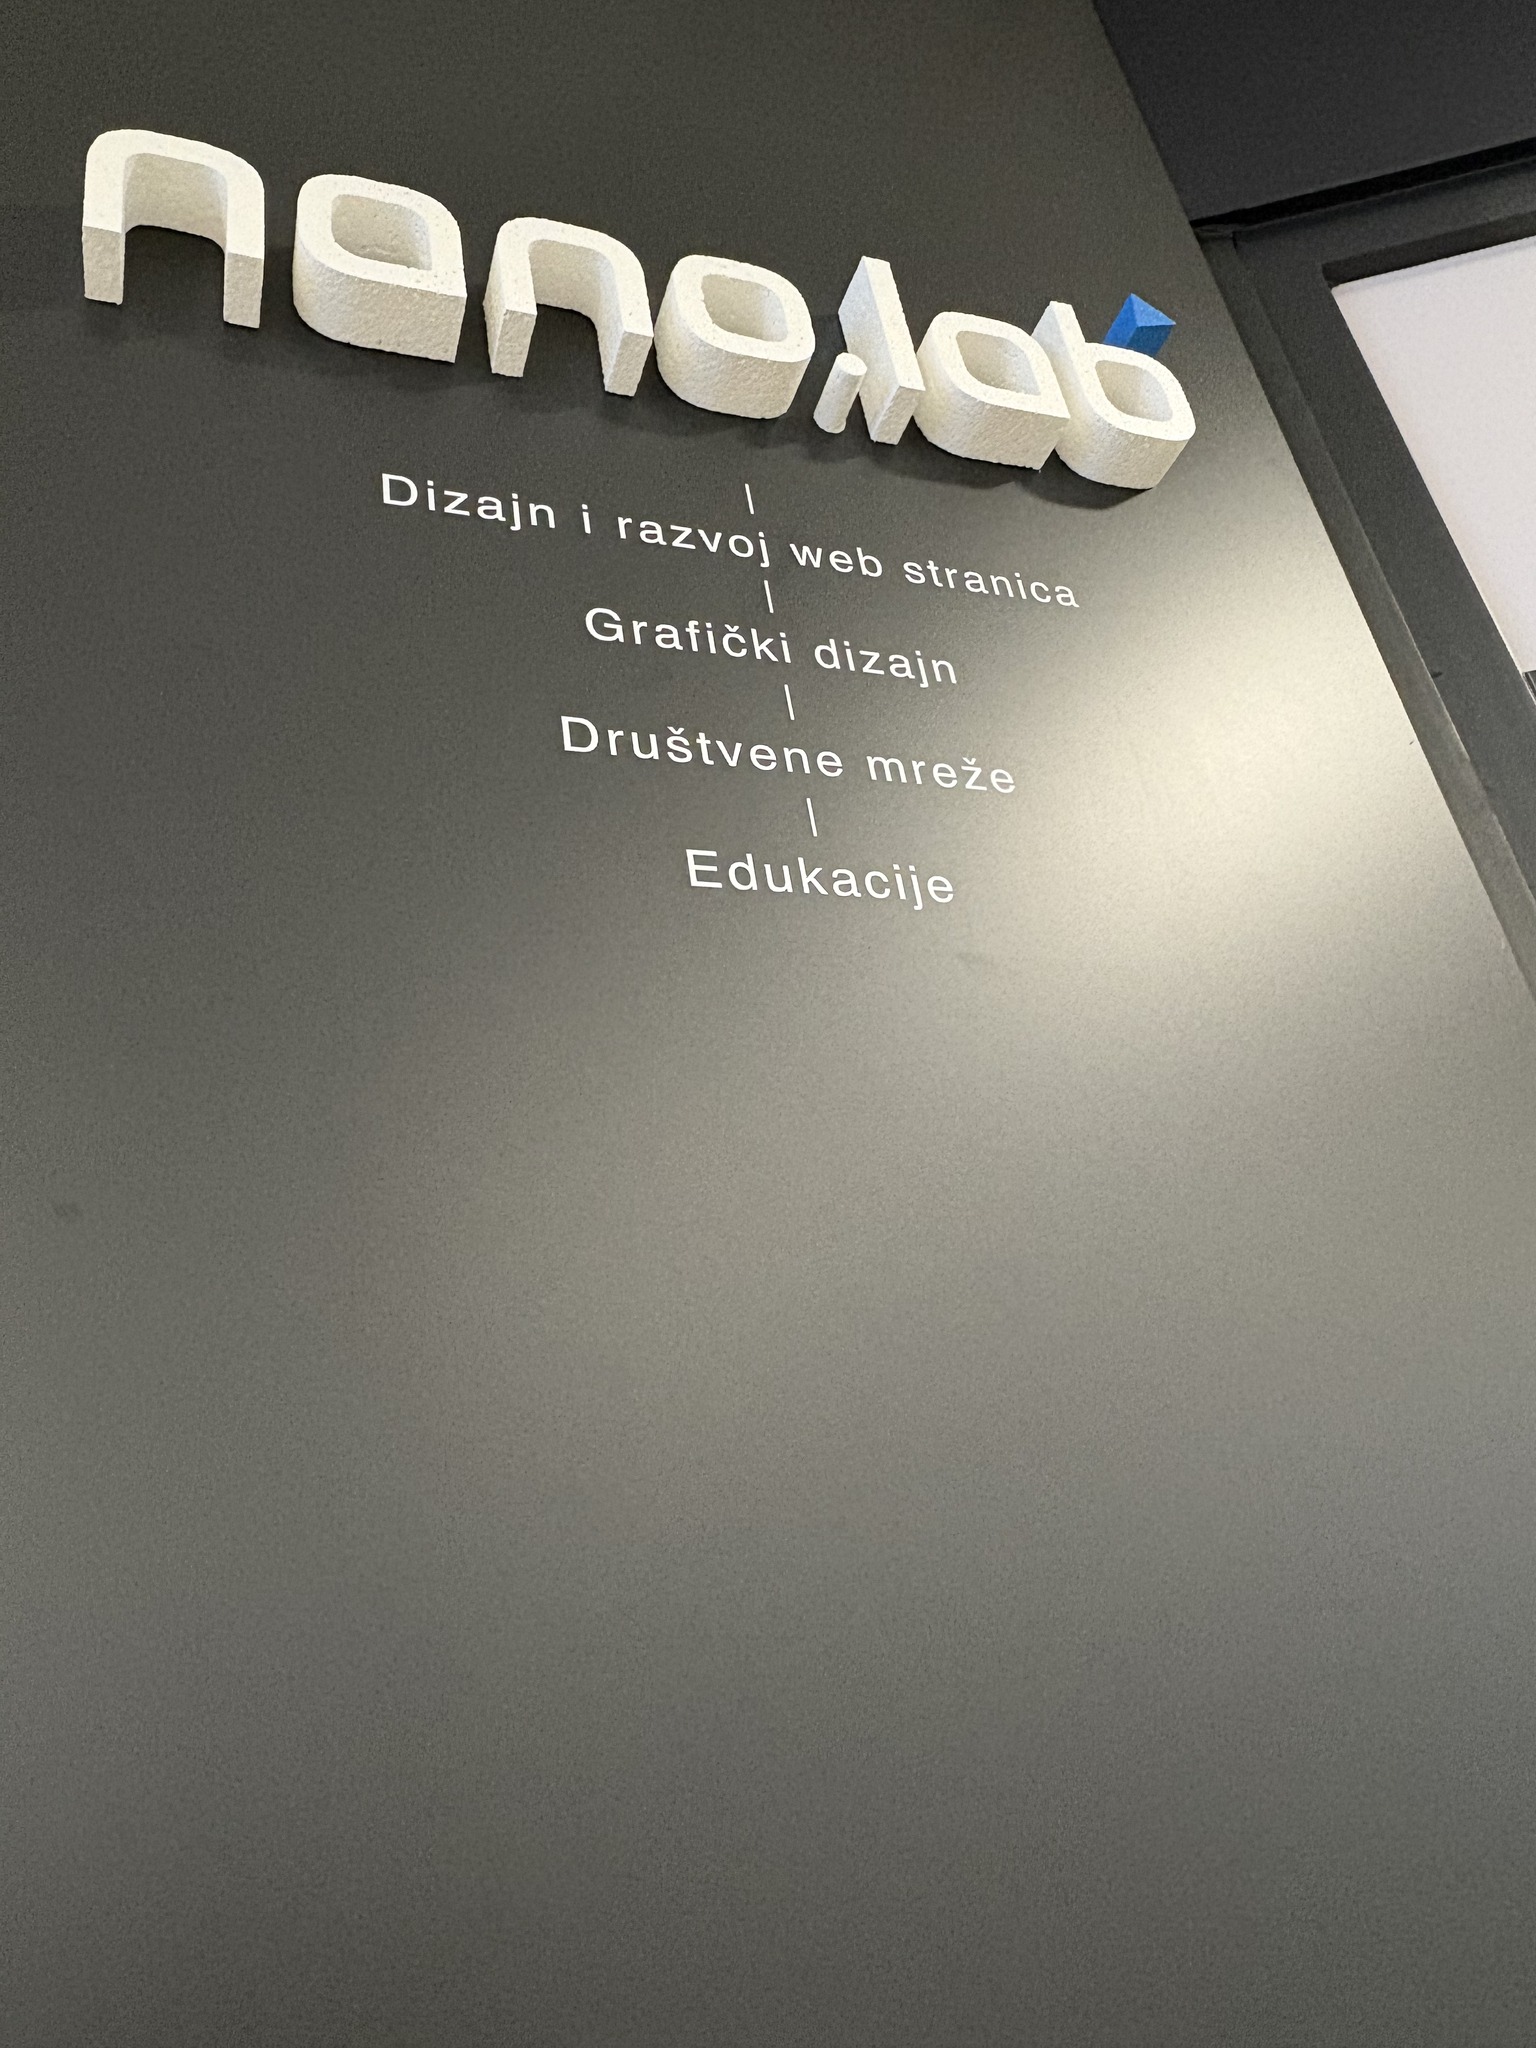 nano.lab
Dizajn i razvoj web stranica
Grafički dizajn
Društvene mreže
Edukacije